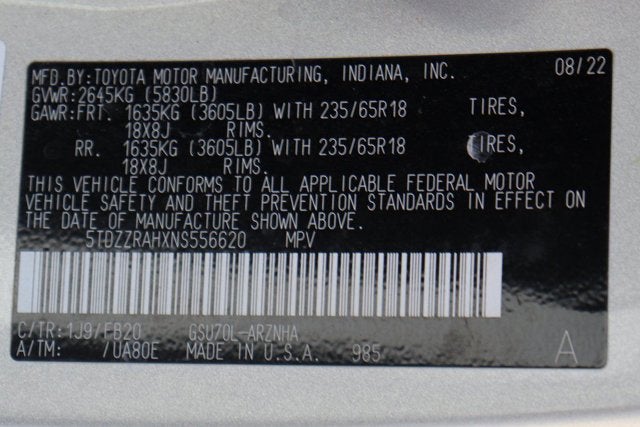 MFD.BY:TOYOTA MOTOR MANUFACTURING, INDIANA, INC. 08/22
GVWR:2645KG (5830LB)
GAWR:FRT. 1635KG (3605LB) WITH 235/65R18 TIRES,
18X8J RIMS.
RR. 1635KG (3605LB) WITH 235/65R18 TIRES,
18X8J RIMS.
THIS VEHICLE CONFORMS TO ALL APPLICABLE FEDERAL MOTOR
VEHICLE SAFETY AND THEFT PREVENTION STANDARDS IN EFFECT ON
THE DATE OF MANUFACTURE SHOWN ABOVE.
5TDZZRAHXNS556620 MPV
C/TR:1J9/FB20 GSU70L-ARZNHA
A/TM: /UA80E MADE IN U.S.A. 985 A